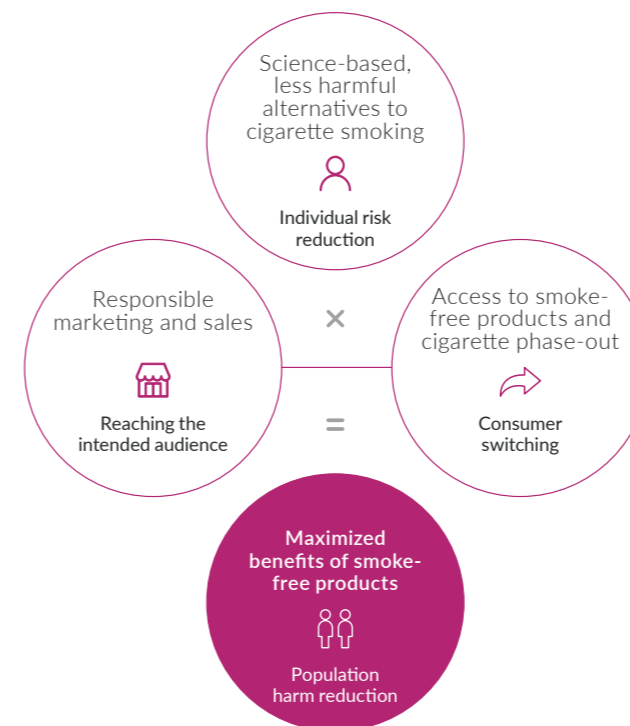 Science-based,
less harmful
alternatives to
cigarette smoking
Individual risk
reduction
Responsible
marketing and sales
Reaching the
intended audience
×
Access to smoke-
free products and
cigarette phase-out
Consumer
switching
=
Maximized
benefits of smoke-
free products
Population
harm reduction